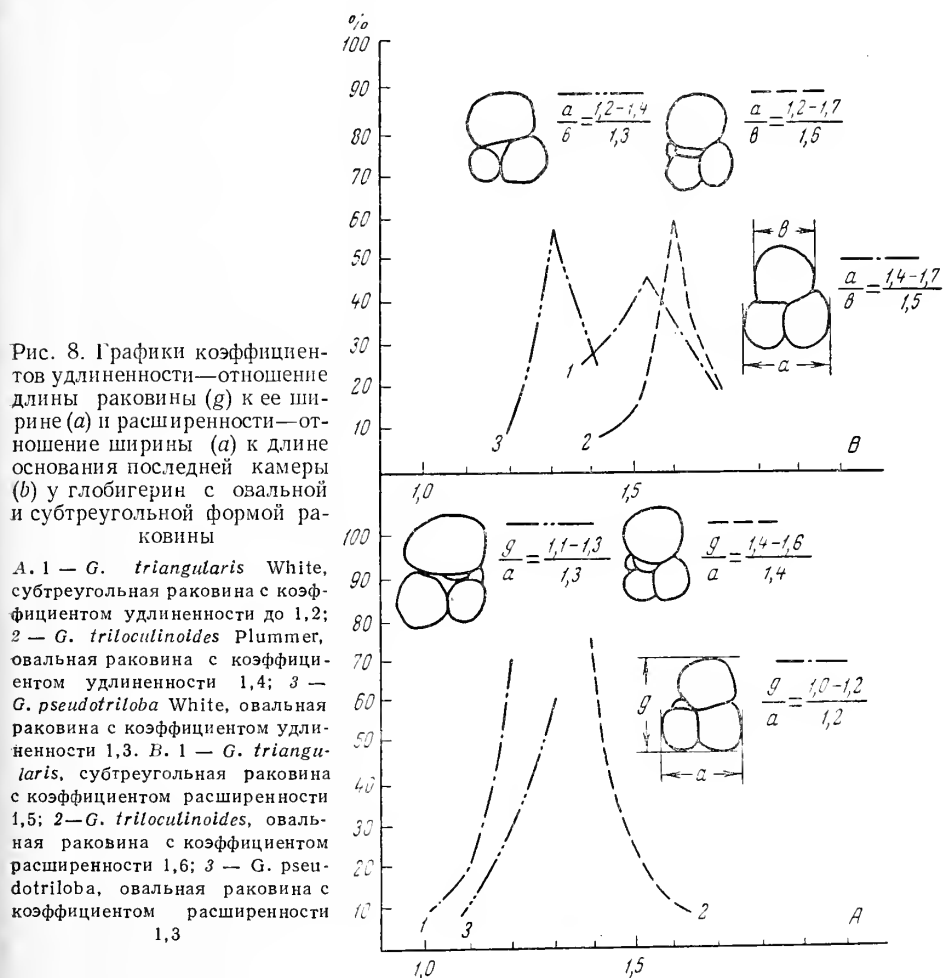 Рис. 8. Графики коэффициен-
тов удлиненности—отношение
длины раковины (g) к ее ши-
рине (a) и расширенности—от-
ношение ширины (a) к длине
основания последней камеры
(b) у глобигерин с овальной
и субтреугольной формой ра-
ковины
А. 1 — G. triangularis White,
субтреугольная раковина с коэф-
фициентом удлиненности до 1,2;
2 — G. triloculinoides Plummer,
овальная раковина с коэффици-
ентом удлиненности 1,4; 3 —
G. pseudotriloba White, овальная
раковина с коэффициентом удли-
ненности 1,3. В. 1 — G. triangu-
laris, субтреугольная раковина
с коэффициентом расширенности
1,5; 2—G. triloculinoides, оваль-
ная раковина с коэффициентом
расширенности 1,6; 3 — G. pseu-
dotriloba, овальная раковина с
коэффициентом расширенности
1,3
%
100
90
80
70
60
50
40
30
20
10
a/б = 1,2-1,4/1,3
a/в = 1,2-1,7/1,6
в
a/в = 1,4-1,7/1,5
a
1
2
3
В
1,0
1,5
100
90
80
70
60
50
40
30
20
10
g/a = 1,1-1,3/1,3
g/a = 1,4-1,6/1,4
g
g/a = 1,0-1,2/1,2
a
1
3
2
А
1,0
1,5